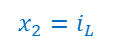 x₂ = i_L